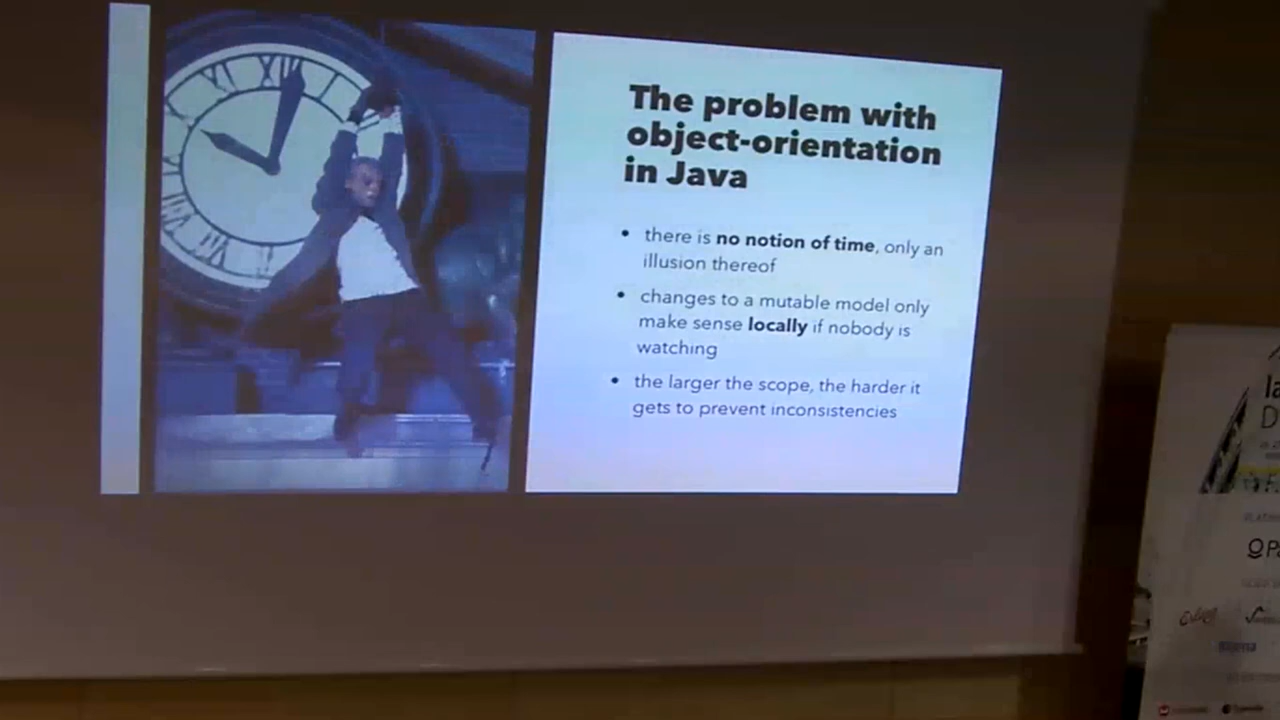 The problem with
object-orientation
in Java
• there is no notion of time, only an
illusion thereof
• changes to a mutable model only
make sense locally if nobody is
watching
• the larger the scope, the harder it
gets to prevent inconsistencies